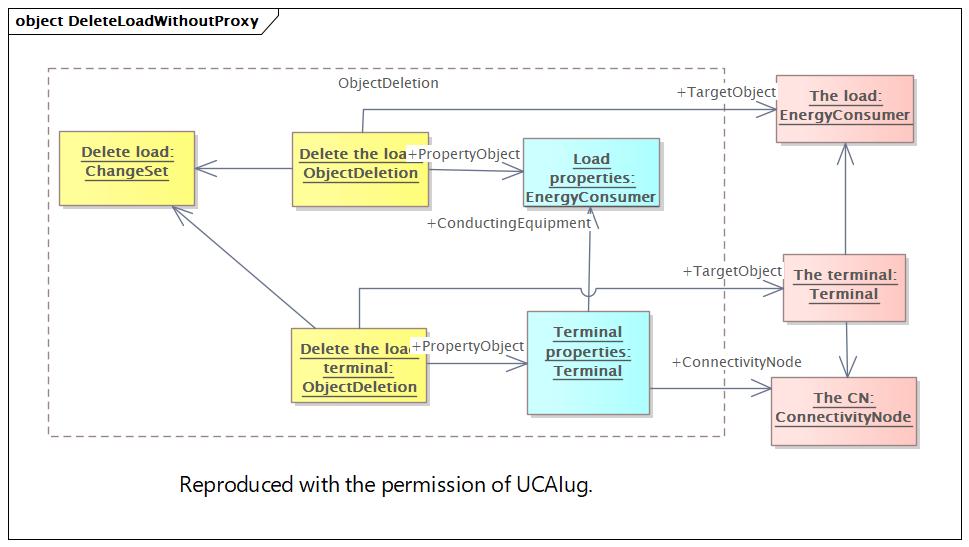 object DeleteLoadWithoutProxy
ObjectDeletion
+TargetObject
The load:
EnergyConsumer
Delete load:
ChangeSet
Delete the loa
ObjectDeletion
+PropertyObject
Load
properties:
EnergyConsumer
+ConductingEquipment
+TargetObject
The terminal:
Terminal
Delete the loa
terminal:
ObjectDeletion
+PropertyObject
Terminal
properties:
Terminal
+ConnectivityNode
The CN:
ConnectivityNode
Reproduced with the permission of UCAIug.